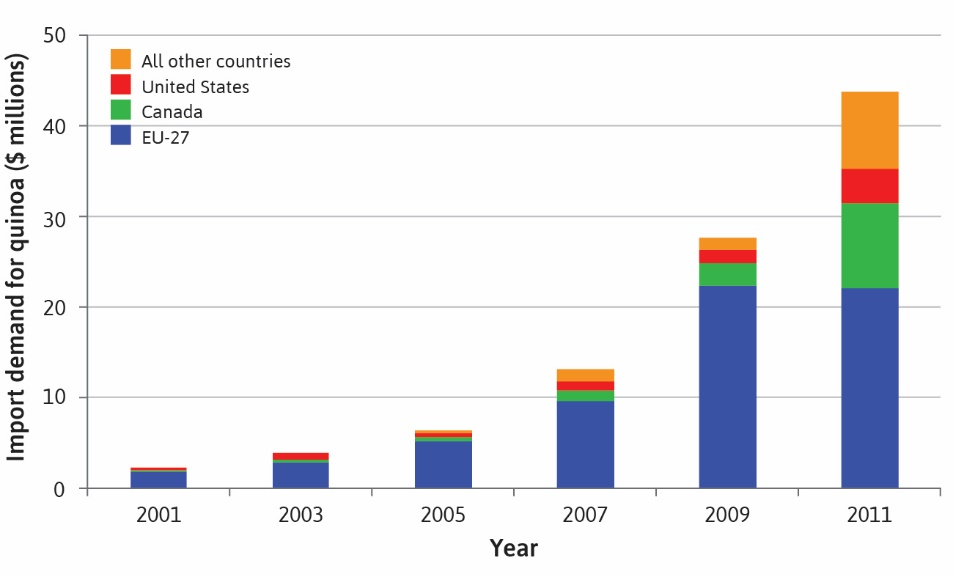 Import demand for quinoa ($ millions)
50
40
30
20
10
0
All other countries
United States
Canada
EU-27
2001
2003
2005
2007
2009
2011
Year